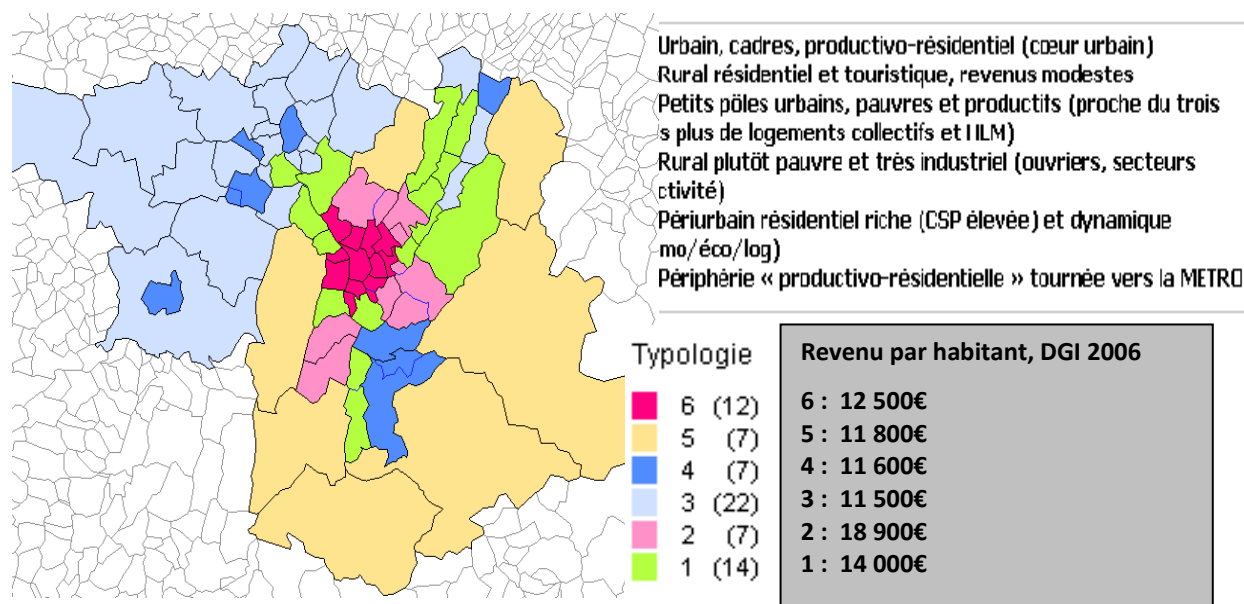 Urbain, cadres, productivo-résidentiel (cœur urbain)
Rural résidentiel et touristique, revenus modestes
Petits pôles urbains, pauvres et productifs (proche du trois
s plus de logements collectifs et HLM)
Rural plutôt pauvre et très industriel (ouvriers, secteurs
ctivité)
Périurbain résidentiel riche (CSP élevée) et dynamique
mo/éco/log)
Périphérie « productivo-résidentielle » tournée vers la METRO
Typologie
6 (12)
5 (7)
4 (7)
3 (22)
2 (7)
1 (14)
Revenu par habitant, DGI 2006
6 : 12 500€
5 : 11 800€
4 : 11 600€
3 : 11 500€
2 : 18 900€
1 : 14 000€